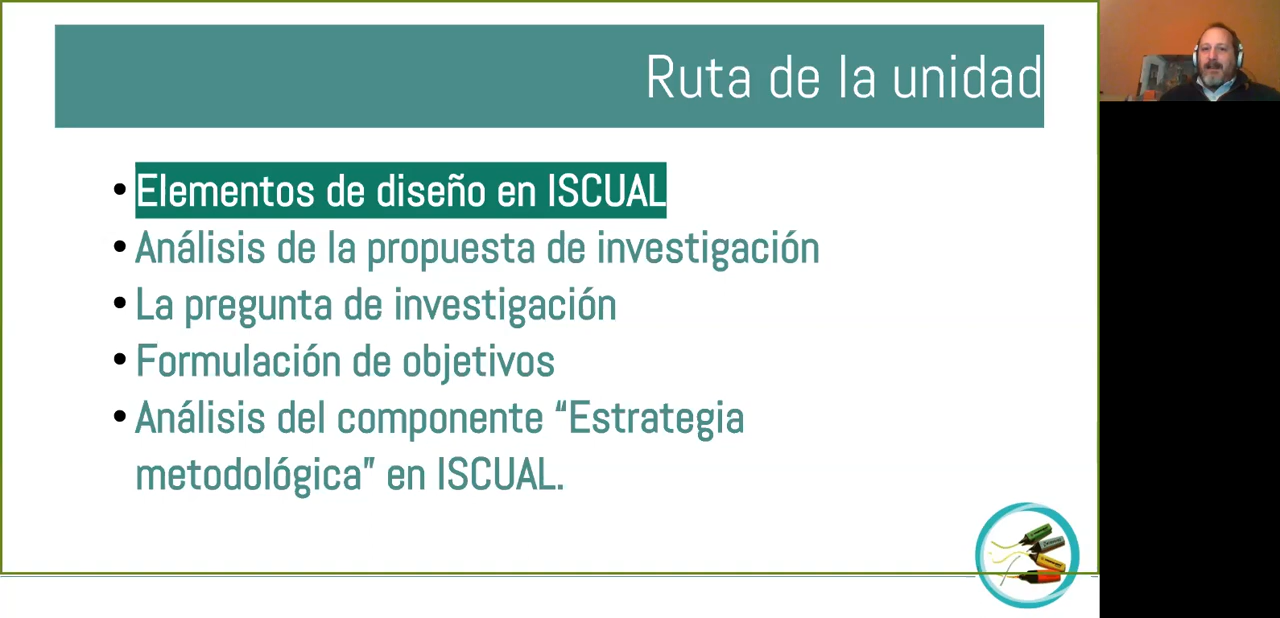 Ruta de la unidad
• Elementos de diseño en ISCUAL
• Análisis de la propuesta de investigación
• La pregunta de investigación
• Formulación de objetivos
• Análisis del componente “Estrategia
metodológica” en ISCUAL.